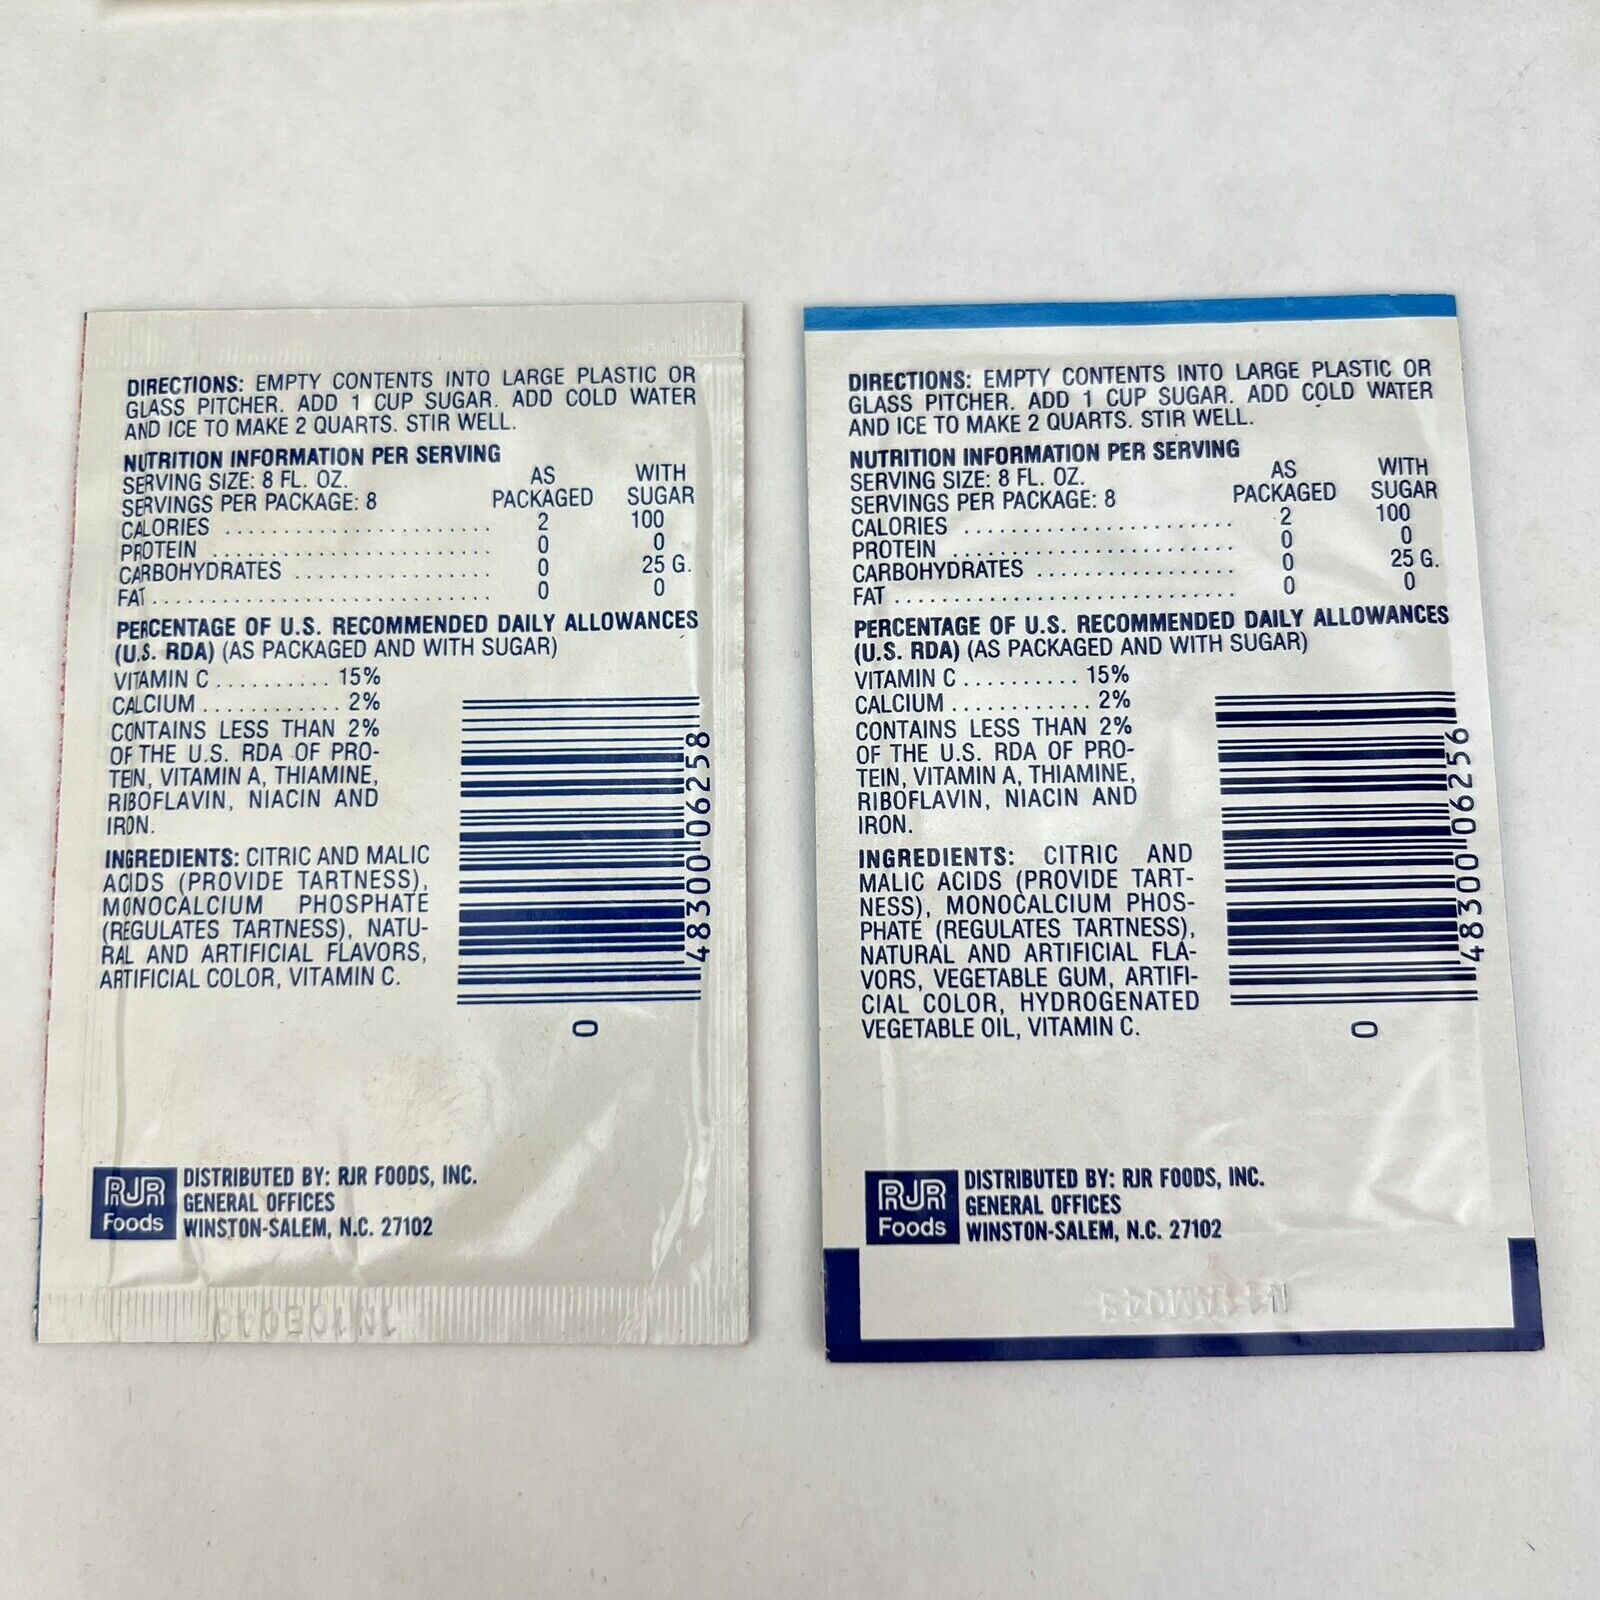 DIRECTIONS: EMPTY CONTENTS INTO LARGE PLASTIC OR
GLASS PITCHER. ADD 1 CUP SUGAR. ADD COLD WATER
AND ICE TO MAKE 2 QUARTS. STIR WELL.
NUTRITION INFORMATION PER SERVING
SERVING SIZE: 8 FL. OZ. AS WITH
SERVINGS PER PACKAGE: 8 PACKAGED SUGAR
CALORIES ...................... 2 100
PROTEIN ........................ 0 0
CARBOHYDRATES ................. 0 25 G.
FAT ............................... 0 0
PERCENTAGE OF U.S. RECOMMENDED DAILY ALLOWANCES
(U.S. RDA) (AS PACKAGED AND WITH SUGAR)
VITAMIN C .......... 15%
CALCIUM ............ 2%
CONTAINS LESS THAN 2%
OF THE U.S. RDA OF PRO-
TEIN, VITAMIN A, THIAMINE,
RIBOFLAVIN, NIACIN AND
IRON.
INGREDIENTS: CITRIC AND MALIC
ACIDS (PROVIDE TARTNESS),
MONOCALCIUM PHOSPHATE
(REGULATES TARTNESS), NATU-
RAL AND ARTIFICIAL FLAVORS,
ARTIFICIAL COLOR, VITAMIN C.
48300 06258
0
RJR
Foods
DISTRIBUTED BY: RJR FOODS, INC.
GENERAL OFFICES
WINSTON-SALEM, N.C. 27102
DIRECTIONS: EMPTY CONTENTS INTO LARGE PLASTIC OR
GLASS PITCHER. ADD 1 CUP SUGAR. ADD COLD WATER
AND ICE TO MAKE 2 QUARTS. STIR WELL.
NUTRITION INFORMATION PER SERVING
SERVING SIZE: 8 FL. OZ. AS WITH
SERVINGS PER PACKAGE: 8 PACKAGED SUGAR
CALORIES ...................... 2 100
PROTEIN ........................ 0 0
CARBOHYDRATES ................. 0 25 G.
FAT ............................. 0 0
PERCENTAGE OF U.S. RECOMMENDED DAILY ALLOWANCES
(U.S. RDA) (AS PACKAGED AND WITH SUGAR)
VITAMIN C .......... 15%
CALCIUM ............ 2%
CONTAINS LESS THAN 2%
OF THE U.S. RDA OF PRO-
TEIN, VITAMIN A, THIAMINE,
RIBOFLAVIN, NIACIN AND
IRON.
INGREDIENTS: CITRIC AND
MALIC ACIDS (PROVIDE TART-
NESS), MONOCALCIUM PHOS-
PHATE (REGULATES TARTNESS),
NATURAL AND ARTIFICIAL FLA-
VORS, VEGETABLE GUM, ARTIFI-
CIAL COLOR, HYDROGENATED
VEGETABLE OIL, VITAMIN C.
48300 06256
0
RJR
Foods
DISTRIBUTED BY: RJR FOODS, INC.
GENERAL OFFICES
WINSTON-SALEM, N.C. 27102